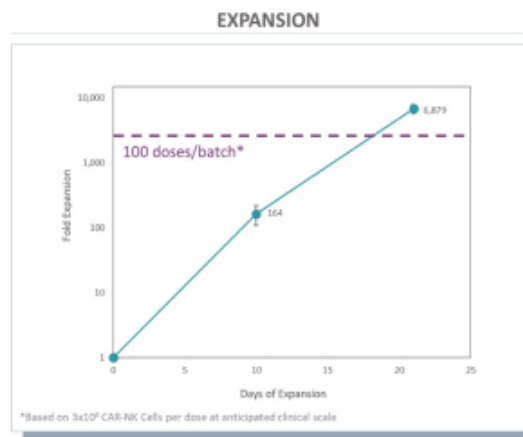 EXPANSION
10,000
6,879
100 doses/batch*
1,000
Fold Expansion
164
100
10
1
0
5
10
15
20
25
Days of Expansion
*Based on CAR-NK Cells per dose at anticipated clinical scale